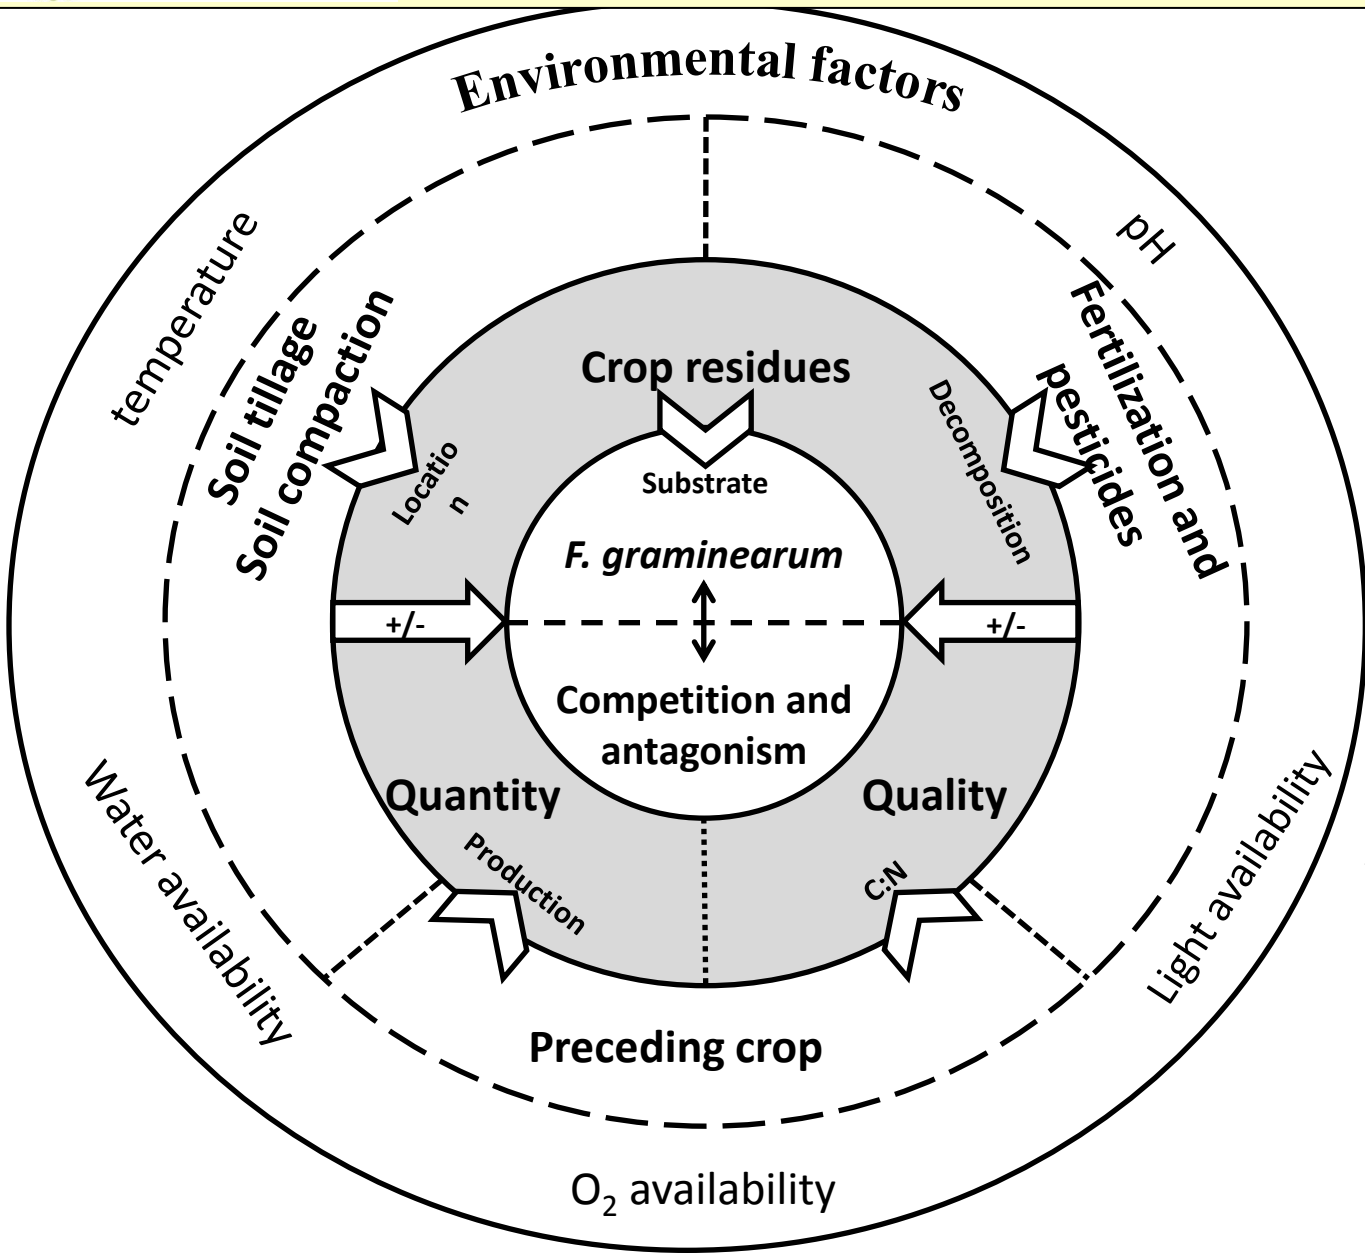 Environmental factors
temperature
pH
Soil tillage
Soil compaction
Fertilization and
pesticides
Crop residues
Locatio
n
Decomposition
Substrate
F. graminearum
+/-
+/-
Competition and
antagonism
Quantity
Quality
Production
C:N
Water availability
Light availability
Preceding crop
O₂ availability